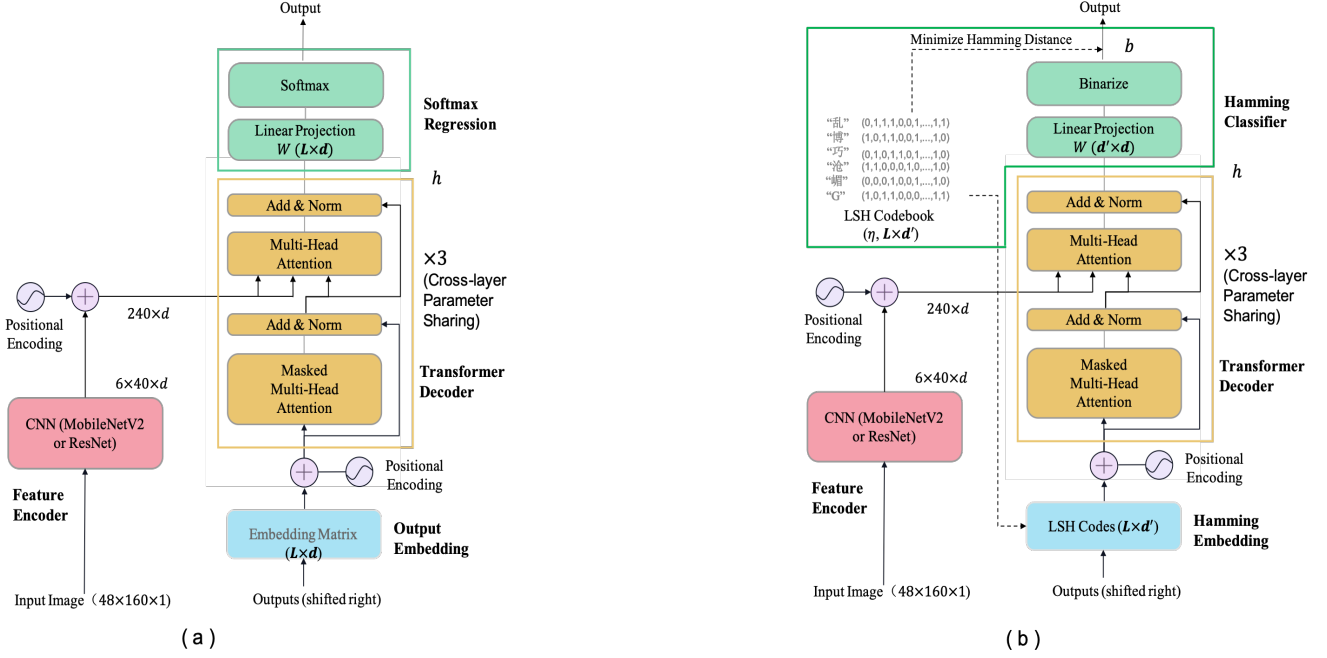 Output
Softmax
Linear Projection
W (L×d)
Softmax
Regression
h
Add & Norm
Multi-Head
Attention
×3
(Cross-layer
Parameter
Sharing)
Positional
Encoding
240×d
Add & Norm
6×40×d
Masked
Multi-Head
Attention
Transformer
Decoder
CNN (MobileNetV2
or ResNet)
Positional
Encoding
Feature
Encoder
Embedding Matrix
(L×d)
Output
Embedding
Input Image（48×160×1)
Outputs (shifted right)
( a )
Output
Minimize Hamming Distance
b
Binarize
Hamming
Classifier
Linear Projection
W (d′×d)
"乱" (0,1,1,1,0,0,1,...,1,1)
"博" (1,0,1,1,0,0,1,...,1,0)
"巧" (0,1,0,1,1,0,1,...,1,0)
"沧" (1,1,0,0,0,1,0,...,1,0)
"嵋" (0,0,0,1,0,0,1,...,1,0)
"G" (1,0,1,1,0,0,0,...,1,1)
LSH Codebook
(η, L×d′)
h
Add & Norm
Multi-Head
Attention
×3
(Cross-layer
Parameter
Sharing)
Positional
Encoding
240×d
Add & Norm
6×40×d
Masked
Multi-Head
Attention
Transformer
Decoder
CNN (MobileNetV2
or ResNet)
Positional
Encoding
Feature
Encoder
LSH Codes (L×d′)
Hamming
Embedding
Input Image（48×160×1)
Outputs (shifted right)
( b )